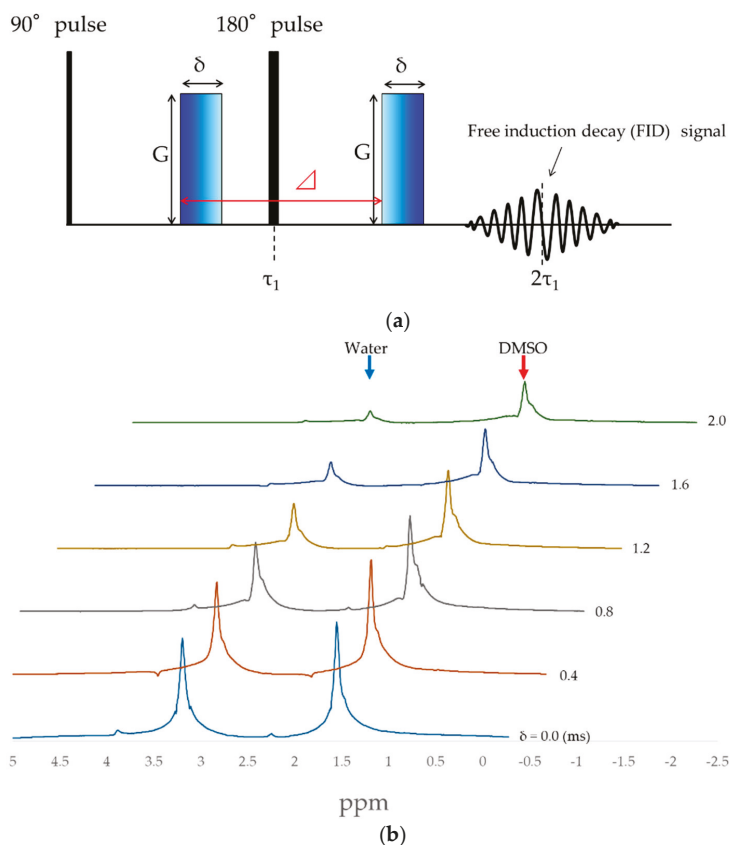 90° pulse 180° pulse
δ δ
G G
Δ
Free induction decay (FID) signal
τ1 2τ1
(a)
Water DMSO
2.0
1.6
1.2
0.8
0.4
δ = 0.0 (ms)
5 4.5 4 3.5 3 2.5 2 1.5 1 0.5 0 -0.5 -1 -1.5 -2 -2.5
ppm
(b)